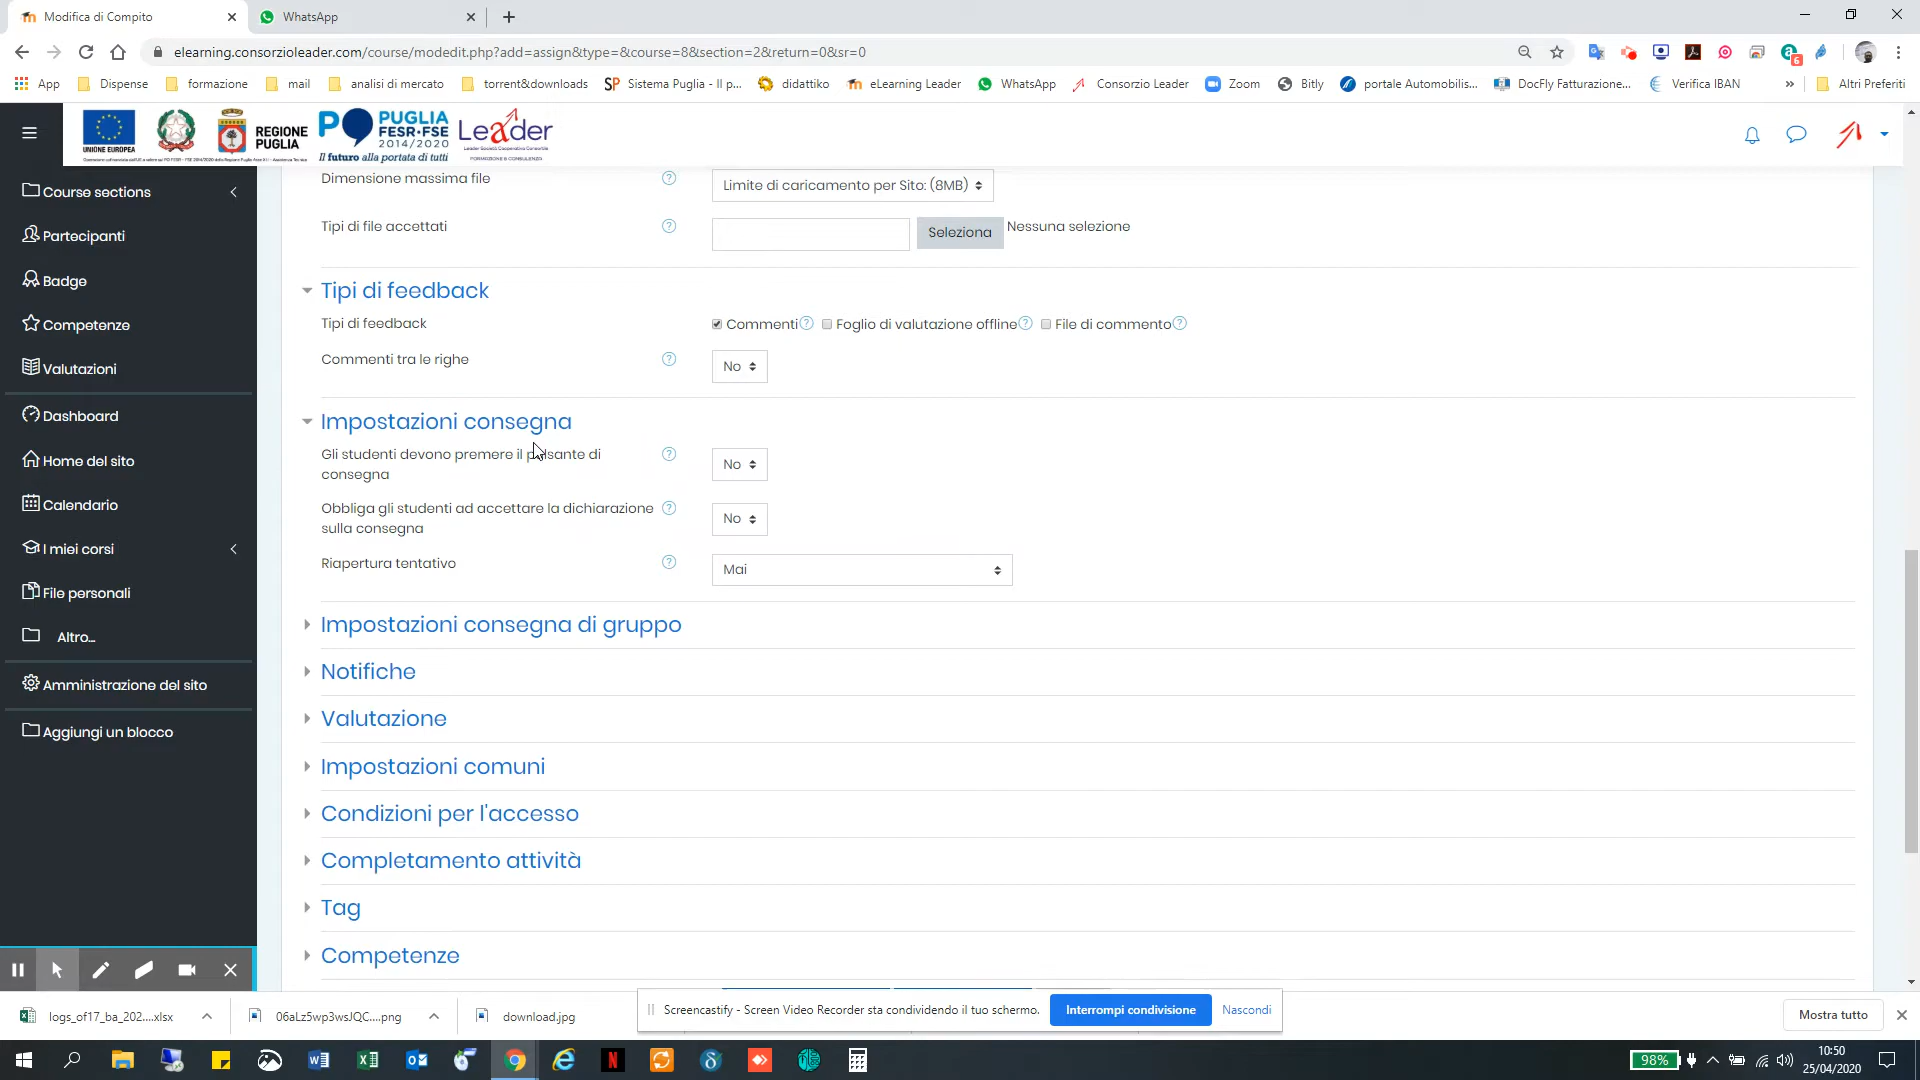 Modifica di Compito
WhatsApp
elearning.consorzioleader.com/course/modedit.php?add=assign&type=&course=8&section=2&return=0&sr=0
6
App
Dispense
formazione
mail
analisi di mercato
torrent&downloads
SP Sistema Puglia - Il p...
didattiko
eLearning Leader
WhatsApp
Consorzio Leader
Zoom
Bitly
portale Automobilis...
DocFly Fatturazione...
Verifica IBAN
»
Altri Preferiti
UNIONE EUROPEA
REGIONE
PUGLIA
PO PUGLIA
FESR·FSE
2014/2020
Il futuro alla portata di tutti
Leader
FORMAZIONE & CONSULENZA
Course sections
Partecipanti
Badge
Competenze
Valutazioni
Dashboard
Home del sito
Calendario
I miei corsi
File personali
Altro...
Amministrazione del sito
Aggiungi un blocco
Dimensione massima file
Limite di caricamento per Sito: (8MB)
Tipi di file accettati
Seleziona
Nessuna selezione
Tipi di feedback
Tipi di feedback
Commenti
Foglio di valutazione offline
File di commento
Commenti tra le righe
No
Impostazioni consegna
Gli studenti devono premere il pulsante di
consegna
No
Obbliga gli studenti ad accettare la dichiarazione
sulla consegna
No
Riapertura tentativo
Mai
Impostazioni consegna di gruppo
Notifiche
Valutazione
Impostazioni comuni
Condizioni per l'accesso
Completamento attività
Tag
Competenze
Screencastify - Screen Video Recorder sta condividendo il tuo schermo.
Interrompi condivisione
Nascondi
logs_of17_ba_202....xlsx
06aLz5wp3wsJQC....png
download.jpg
Mostra tutto
98%
10:50
25/04/2020